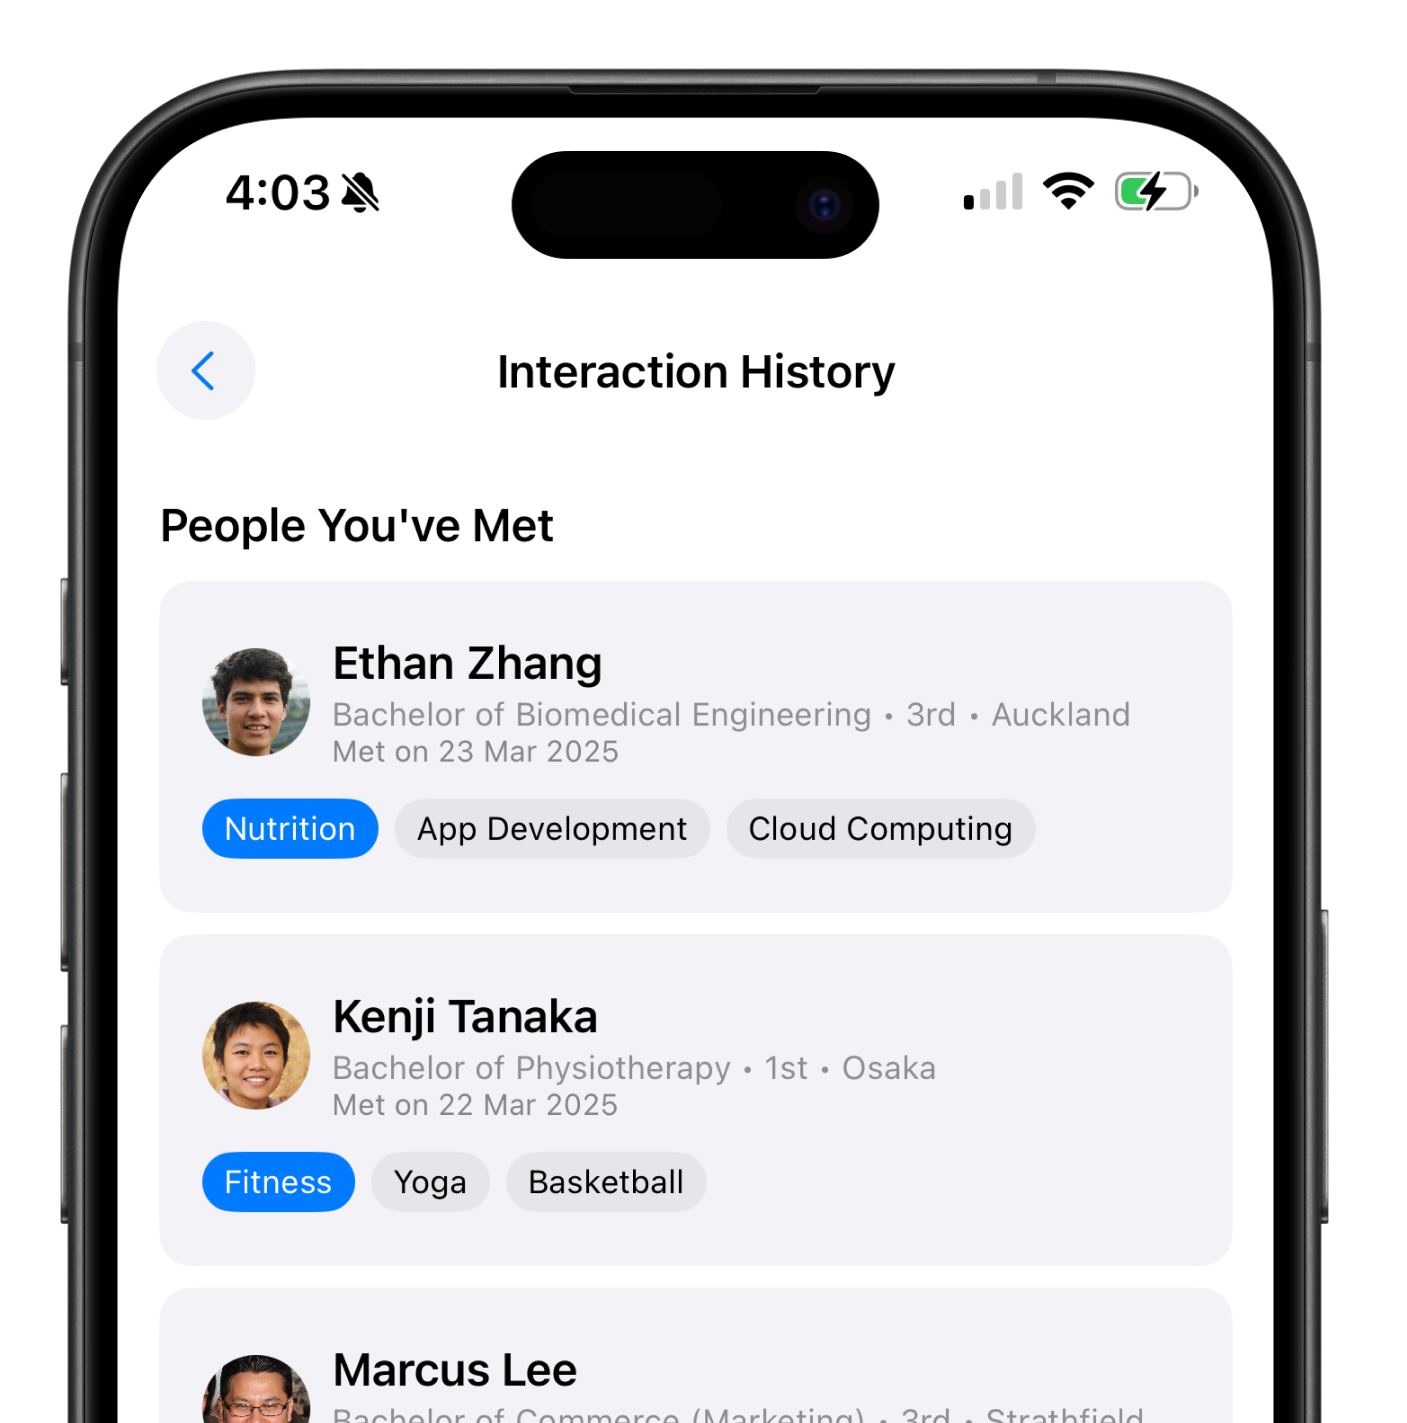 4:03
Interaction History
People You've Met
Ethan Zhang
Bachelor of Biomedical Engineering • 3rd • Auckland
Met on 23 Mar 2025
Nutrition App Development Cloud Computing
Kenji Tanaka
Bachelor of Physiotherapy • 1st • Osaka
Met on 22 Mar 2025
Fitness Yoga Basketball
Marcus Lee
Bachelor of Commerce (Marketing) • 3rd • Strathfield